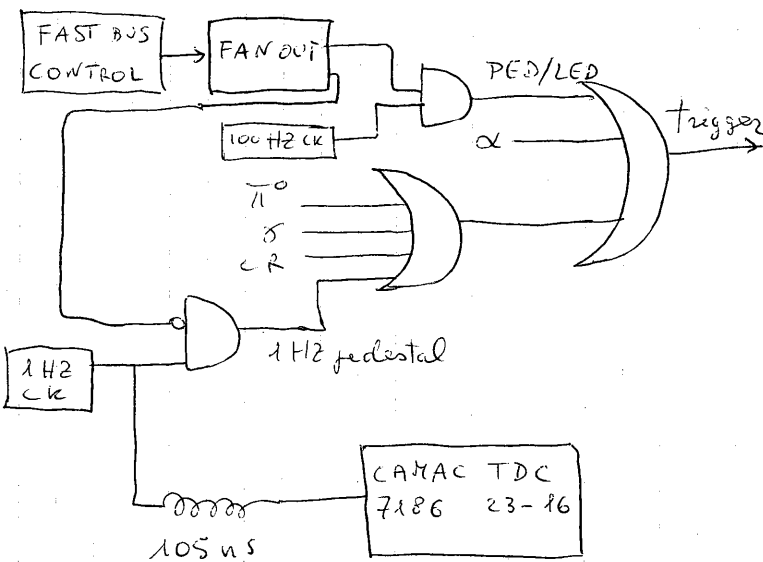 FAST BUS
CONTROL
FAN OUT
PED/LED
100 HZ CK
α
trigger
π⁰
γ
CR
1 HZ pedestal
1 HZ
CK
CAMAC TDC
7186 23-16
105 ns